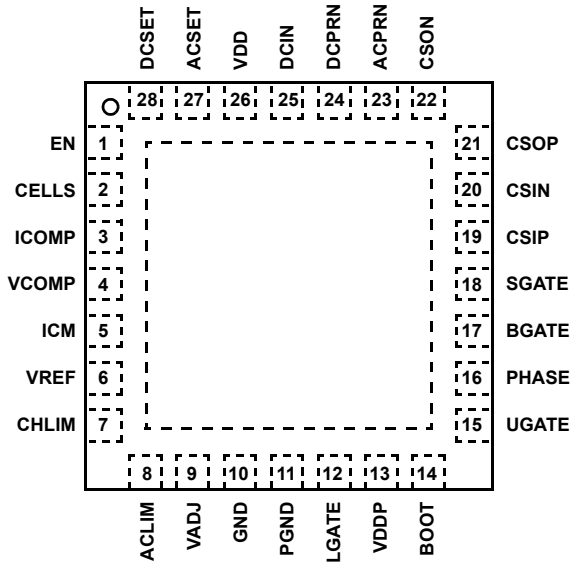 DCSET
ACSET
VDD
DCIN
DCPRN
ACPRN
CSON
28
27
26
25
24
23
22
EN 1
CELLS 2
ICOMP 3
VCOMP 4
ICM 5
VREF 6
CHLIM 7
21 CSOP
20 CSIN
19 CSIP
18 SGATE
17 BGATE
16 PHASE
15 UGATE
8
9
10
11
12
13
14
ACLIM
VADJ
GND
PGND
LGATE
VDDP
BOOT